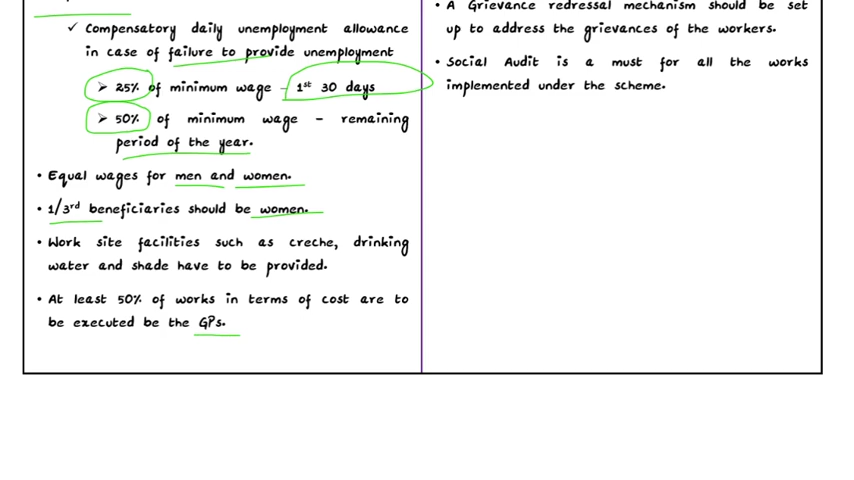 ✓ Compensatory daily unemployment allowance
in case of failure to provide unemployment
➤ 25% of minimum wage – 1st 30 days
➤ 50% of minimum wage – remaining
period of the year.
• Equal wages for men and women.
• 1/3rd beneficiaries should be women.
• Work site facilities such as creche, drinking
water and shade have to be provided.
• At least 50% of works in terms of cost are to
be executed be the GPs.
• A Grievance redressal mechanism should be set
up to address the grievances of the workers.
• Social Audit is a must for all the works
implemented under the scheme.